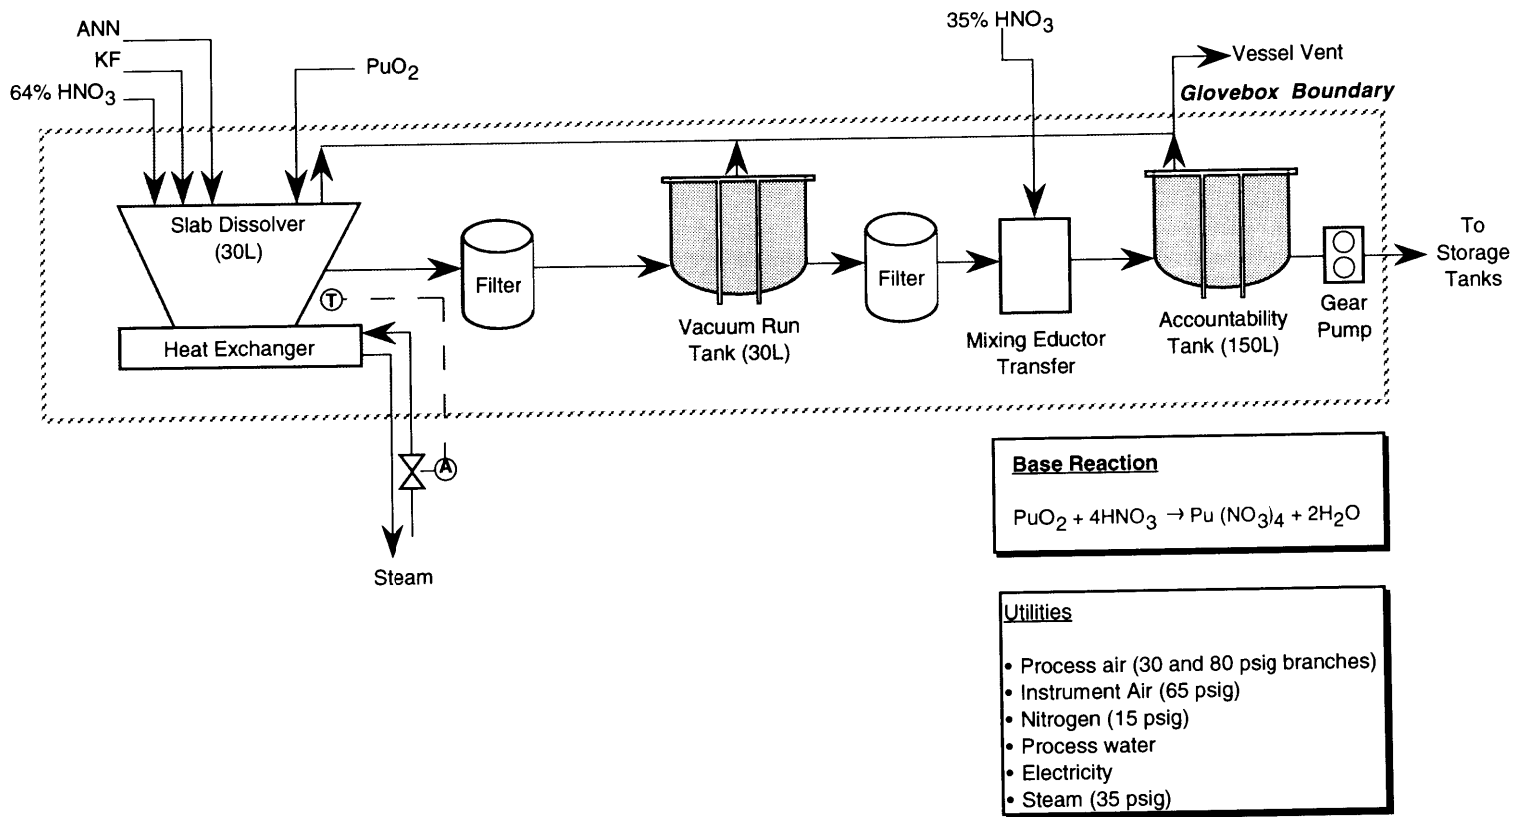 ANN
KF
64% HNO3
PuO2
35% HNO3
Vessel Vent
Glovebox Boundary
Slab Dissolver
(30L)
T
Heat Exchanger
Filter
Vacuum Run
Tank (30L)
Filter
Mixing Eductor
Transfer
Accountability
Tank (150L)
Gear
Pump
To
Storage
Tanks
A
Steam
Base Reaction
PuO2 + 4HNO3 → Pu (NO3)4 + 2H2O
Utilities
• Process air (30 and 80 psig branches)
• Instrument Air (65 psig)
• Nitrogen (15 psig)
• Process water
• Electricity
• Steam (35 psig)